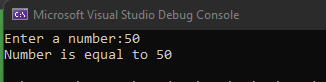 Microsoft Visual Studio Debug Console
Enter a number:50
Number is equal to 50